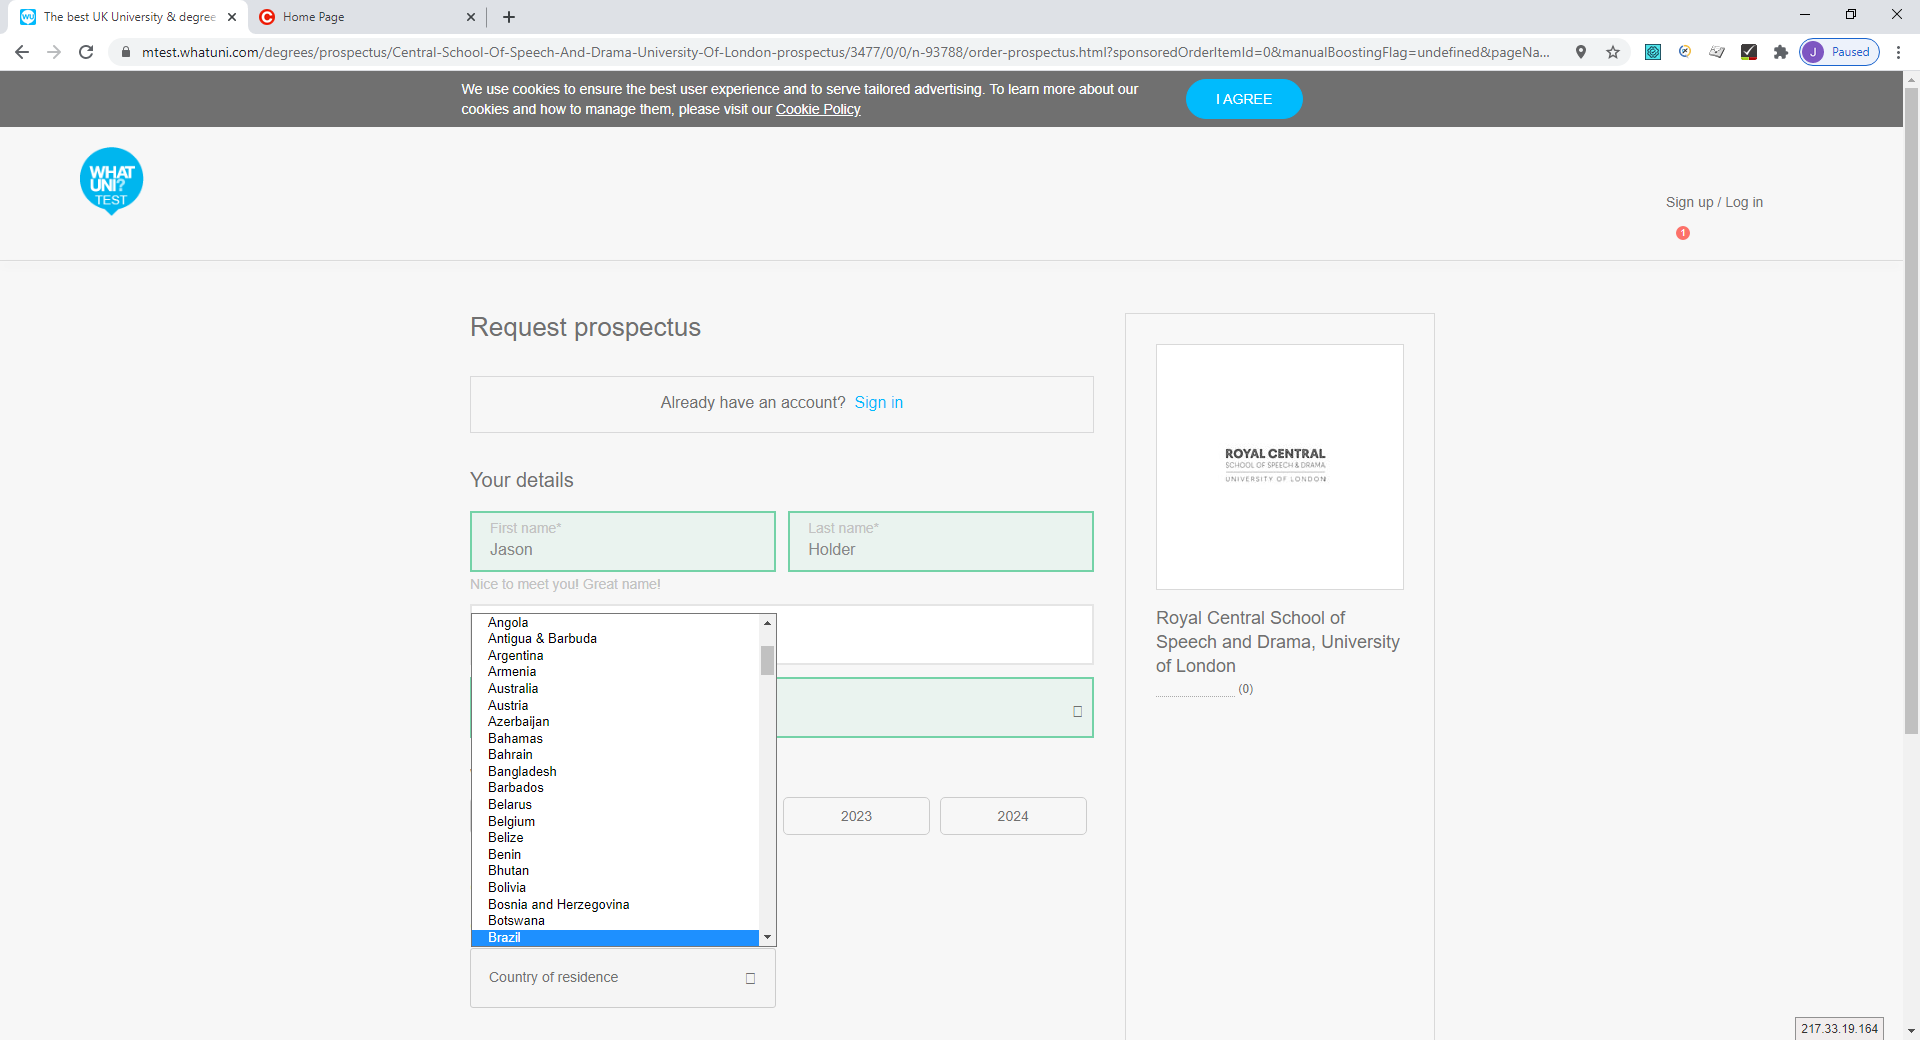 The best UK University & degree
Home Page
mtest.whatuni.com/degrees/prospectus/Central-School-Of-Speech-And-Drama-University-Of-London-prospectus/3477/0/0/n-93788/order-prospectus.html?sponsoredOrderItemId=0&manualBoostingFlag=undefined&pageNa...
J Paused
We use cookies to ensure the best user experience and to serve tailored advertising. To learn more about our
cookies and how to manage them, please visit our Cookie Policy
I AGREE
WHAT
UNI?
TEST
Sign up / Log in
1
Request prospectus
Already have an account? Sign in
Your details
First name*
Jason
Last name*
Holder
Nice to meet you! Great name!
Angola
Antigua & Barbuda
Argentina
Armenia
Australia
Austria
Azerbaijan
Bahamas
Bahrain
Bangladesh
Barbados
Belarus
Belgium
Belize
Benin
Bhutan
Bolivia
Bosnia and Herzegovina
Botswana
Brazil
2023
2024
Country of residence
ROYAL CENTRAL
SCHOOL OF SPEECH & DRAMA
UNIVERSITY OF LONDON
Royal Central School of
Speech and Drama, University
of London
(0)
217.33.19.164